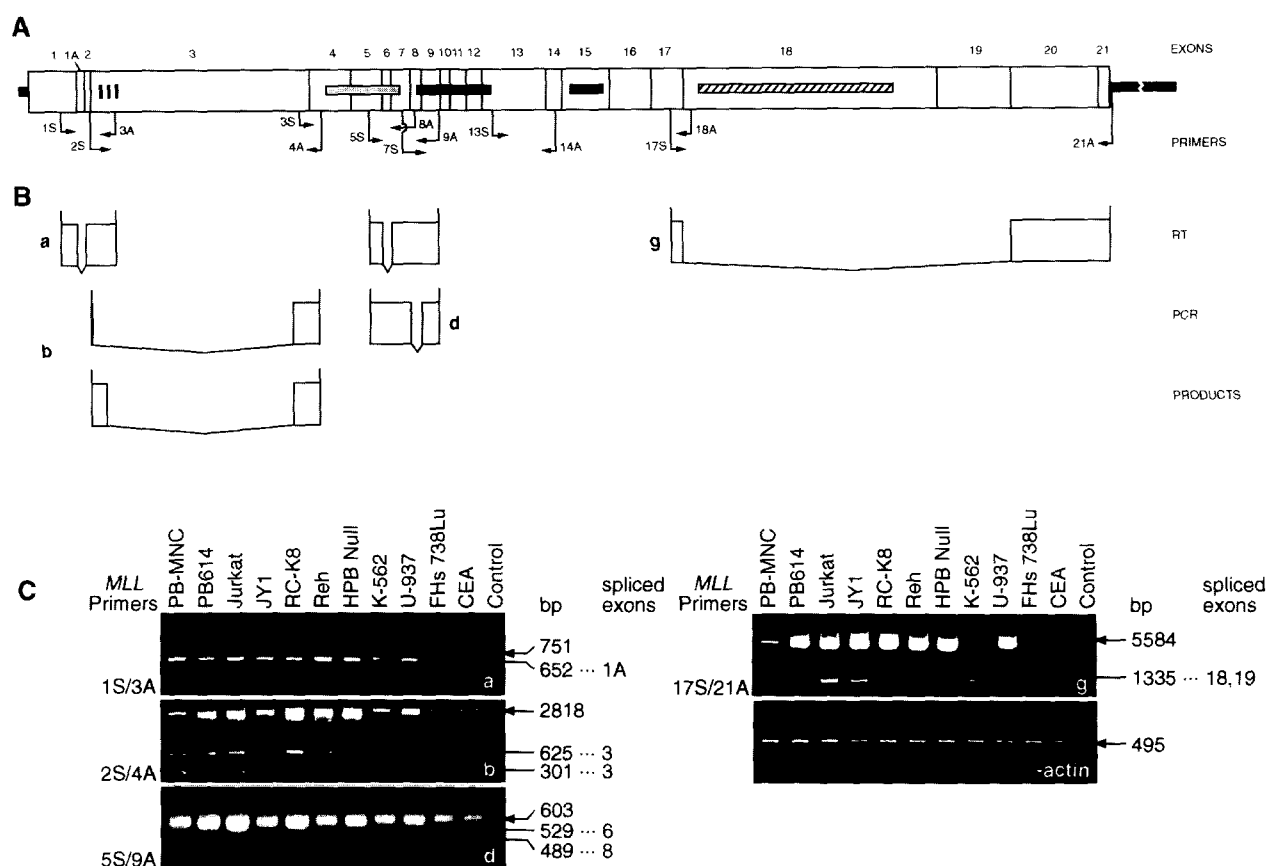 A
1 1A 2 3 4 5 6 7 8 9 10 11 12 13 14 15 16 17 18 19 20 21 EXONS
1S 3A 3S 8A 13S 18A
2S 4A 5S 7S 9A 14A 17S 21A PRIMERS
B
a g RT
b d PCR
PRODUCTS
C
MLL Primers
PB-MNC
PB614
Jurkat
JY1
RC-K8
Reh
HPB Null
K-562
U-937
FHs 738Lu
CEA
Control
bp
spliced exons
751
652 ... 1A
1S/3A
a
2818
625 ... 3
301 ... 3
2S/4A
b
603
529 ... 6
489 ... 8
5S/9A
d
MLL Primers
PB-MNC
PB614
Jurkat
JY1
RC-K8
Reh
HPB Null
K-562
U-937
FHs 738Lu
CEA
Control
bp
spliced exons
5584
1335 ... 18,19
17S/21A
g
495
-actin